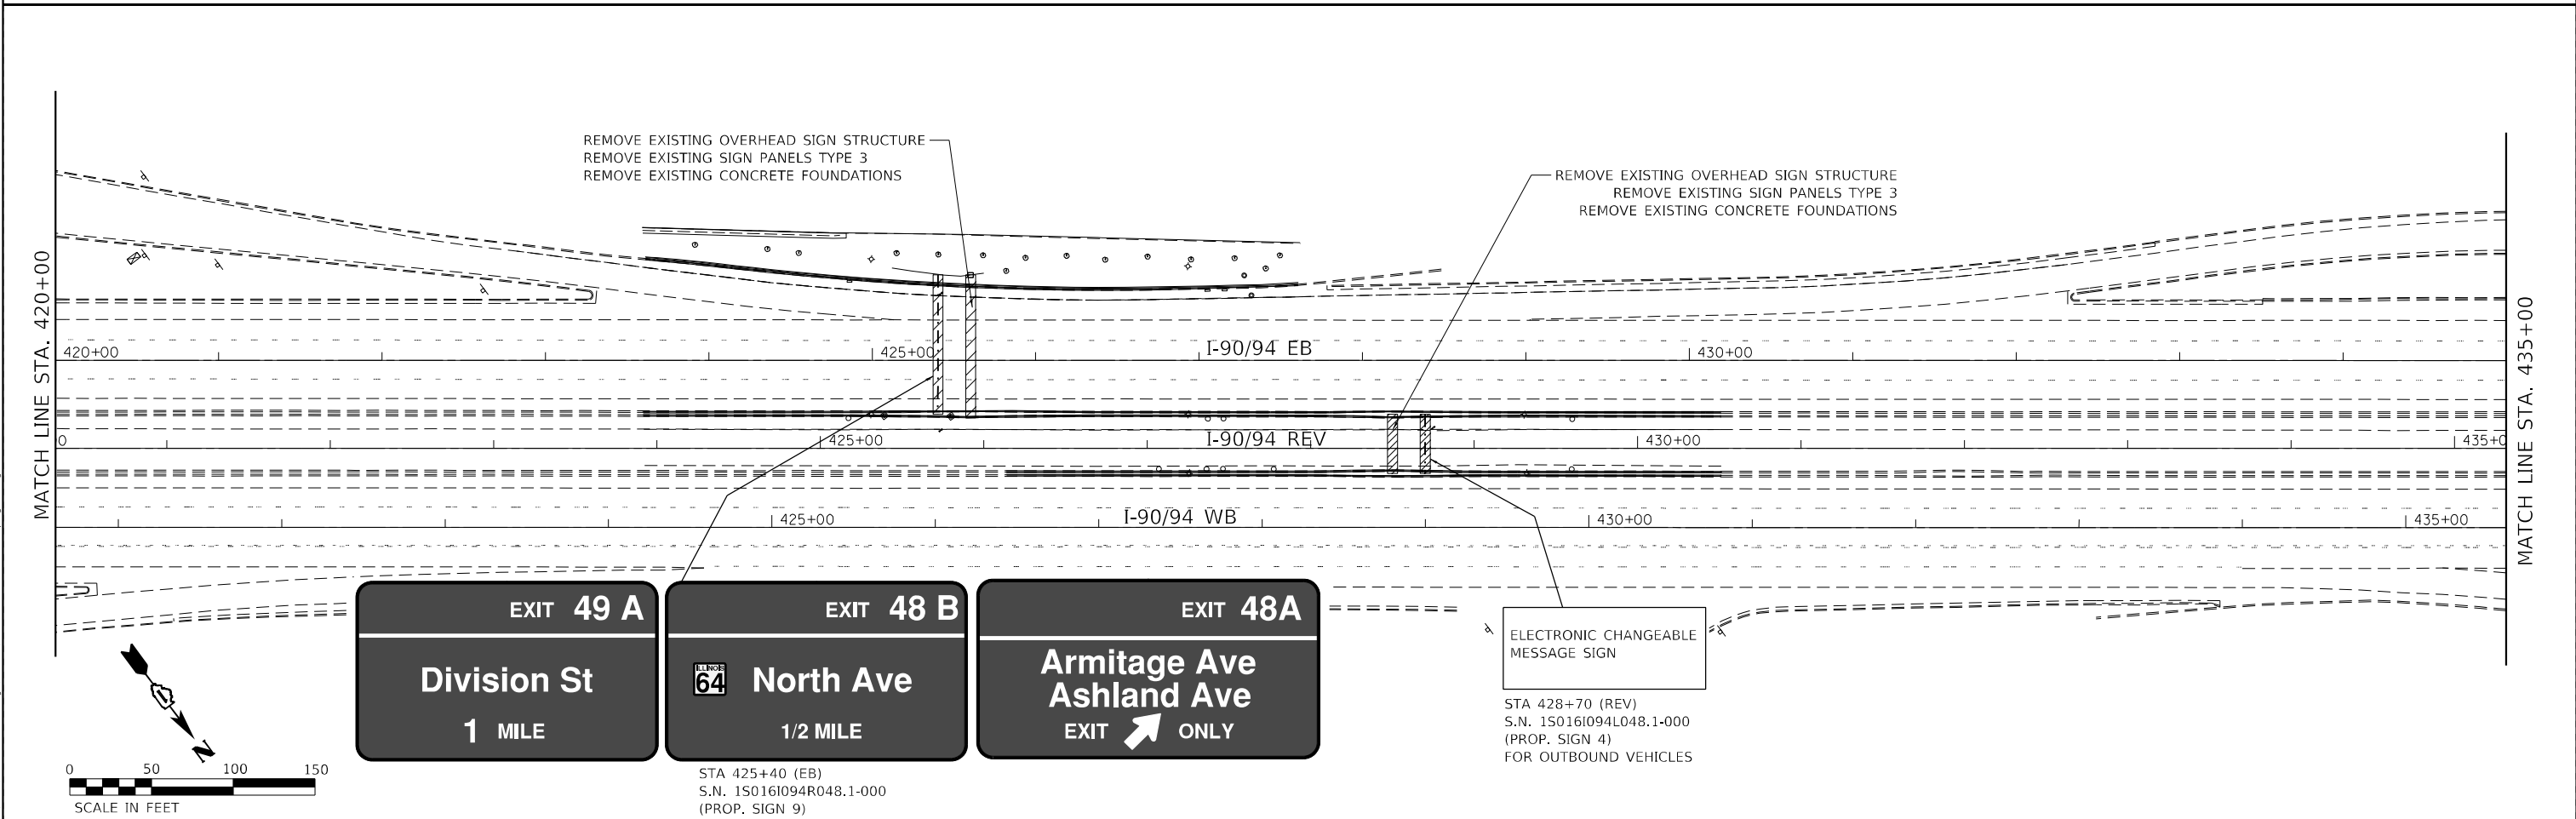 REMOVE EXISTING OVERHEAD SIGN STRUCTURE
REMOVE EXISTING SIGN PANELS TYPE 3
REMOVE EXISTING CONCRETE FOUNDATIONS
REMOVE EXISTING OVERHEAD SIGN STRUCTURE
REMOVE EXISTING SIGN PANELS TYPE 3
REMOVE EXISTING CONCRETE FOUNDATIONS
MATCH LINE STA. 420+00
MATCH LINE STA. 435+00
420+00
425+00
I-90/94 EB
430+00
0
425+00
I-90/94 REV
430+00
435+0
425+00
I-90/94 WB
430+00
435+00
EXIT 49 A
Division St
1 MILE
EXIT 48 B
ILLINOIS
64
North Ave
1/2 MILE
EXIT 48A
Armitage Ave
Ashland Ave
EXIT ONLY
ELECTRONIC CHANGEABLE
MESSAGE SIGN
STA 428+70 (REV)
S.N. 1S016I094L048.1-000
(PROP. SIGN 4)
FOR OUTBOUND VEHICLES
STA 425+40 (EB)
S.N. 1S016I094R048.1-000
(PROP. SIGN 9)
N
0 50 100 150
SCALE IN FEET